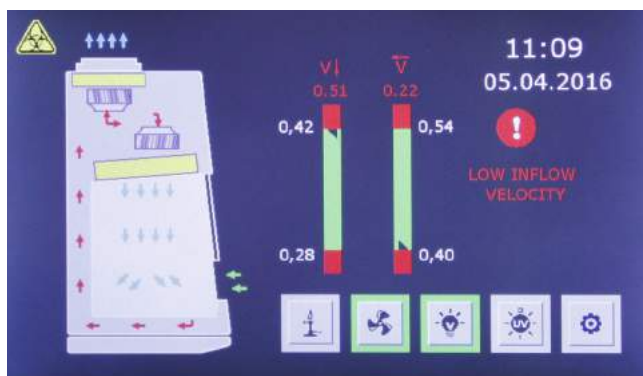 11:09
05.04.2016
V↓
0.51
V
0.22
0,42
0,54
LOW INFLOW
VELOCITY
0,28
0,40
V
UV